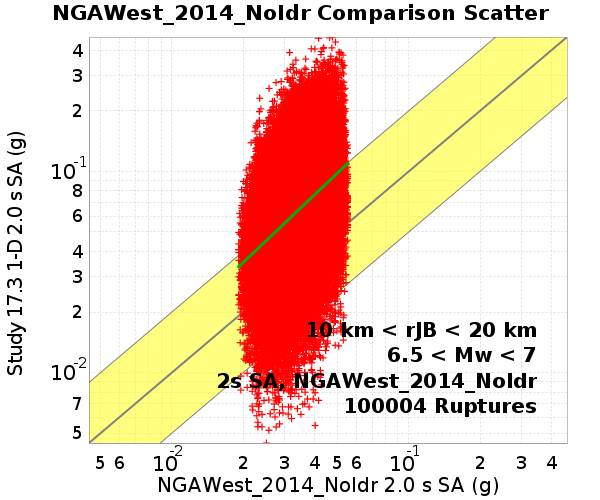 NGAWest_2014_NoIdr Comparison Scatter
Study 17.3 1-D 2.0 s SA (g)
4
3
2
10^-1
8
6
4
3
2
10^-2
7
5
10 km < rJB < 20 km
6.5 < Mw < 7
2s SA, NGAWest_2014_NoIdr
100004 Ruptures
5 6 10^-2 2 3 4 5 6 10^-1 2 3 4
NGAWest_2014_NoIdr 2.0 s SA (g)